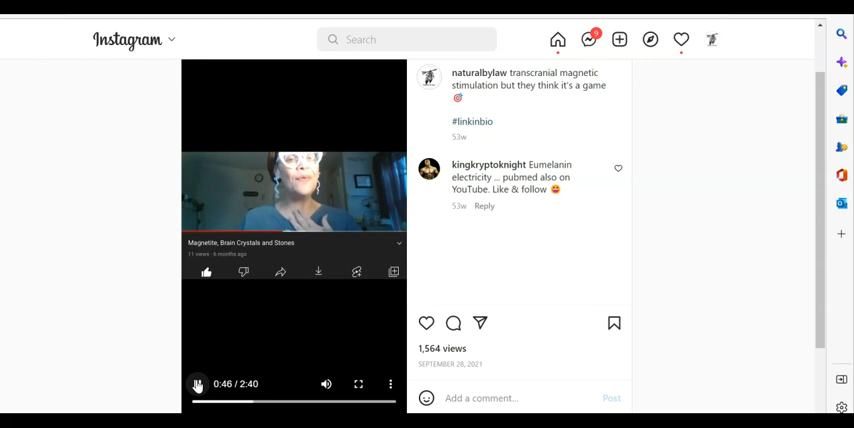 Instagram
Search
9
naturalbylaw transcranial magnetic
stimulation but they think it's a game
🎯
#linkinbio
53w
kingkryptoknight Eumelanin
electricity ... pubmed also on
YouTube. Like & follow 😀
53w Reply
Magnetite, Brain Crystals and Stones
11 views · 6 months ago
1,564 views
SEPTEMBER 28, 2021
0:46 / 2:40
Add a comment...
Post